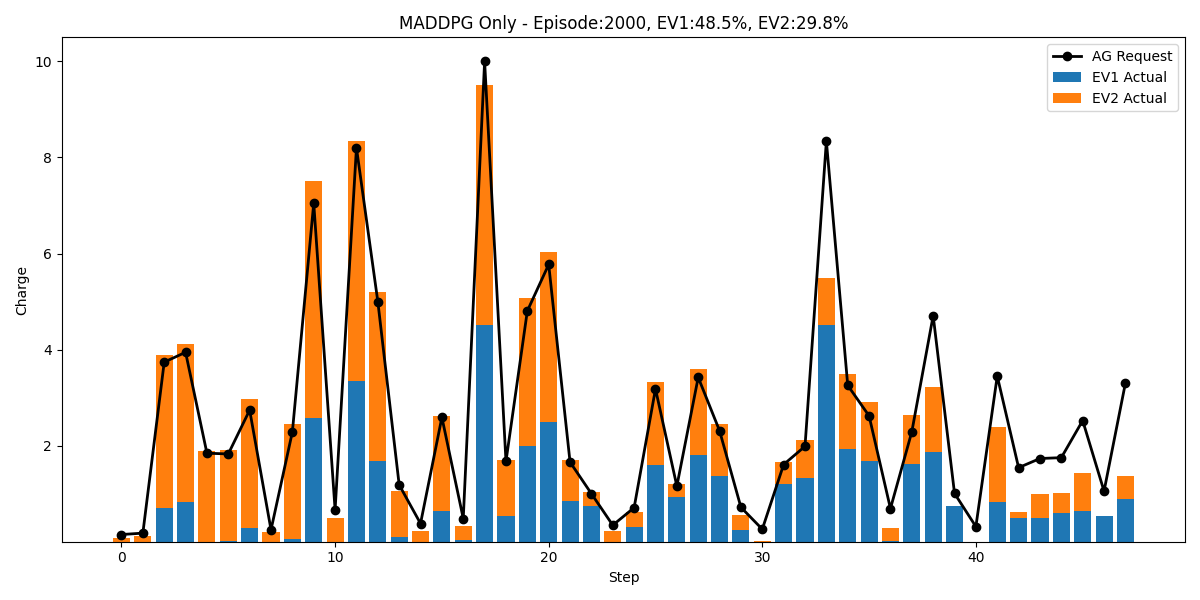 MADDPG Only - Episode:2000, EV1:48.5%, EV2:29.8%
AG Request
EV1 Actual
EV2 Actual
Charge
10
8
6
4
2
0
10
20
30
40
Step